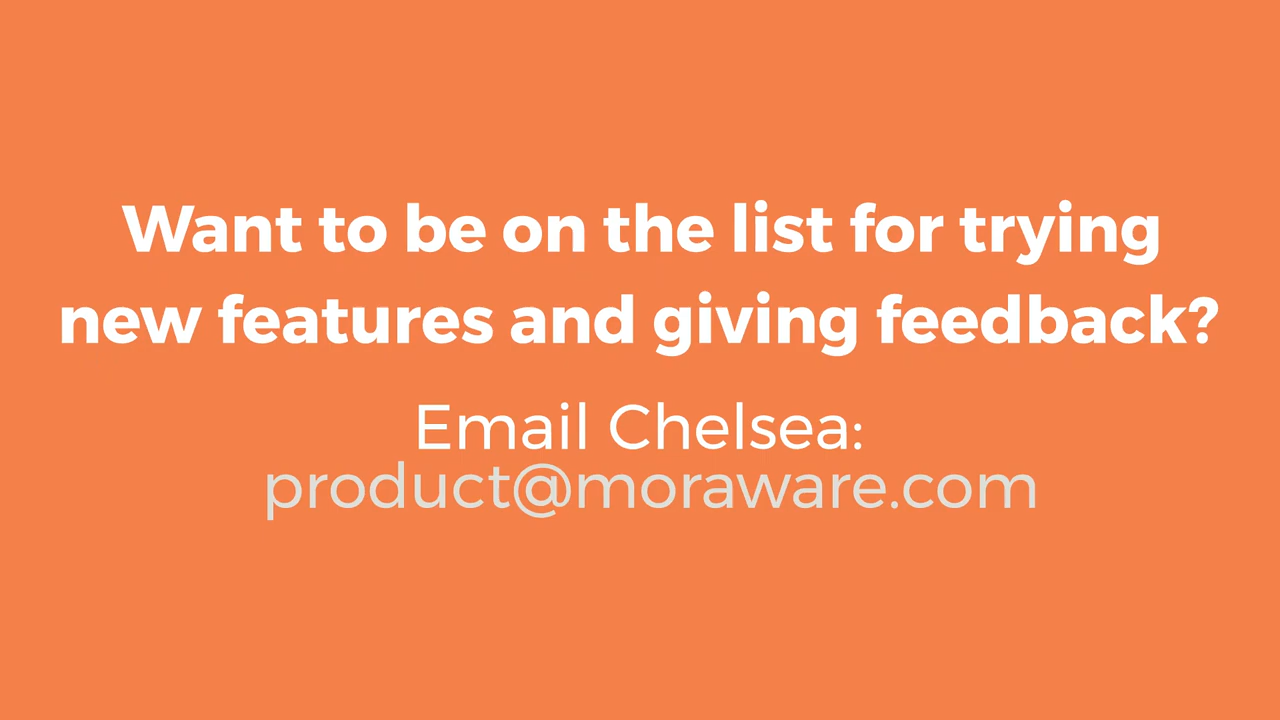 Want to be on the list for trying
new features and giving feedback?
Email Chelsea:
product@moraware.com